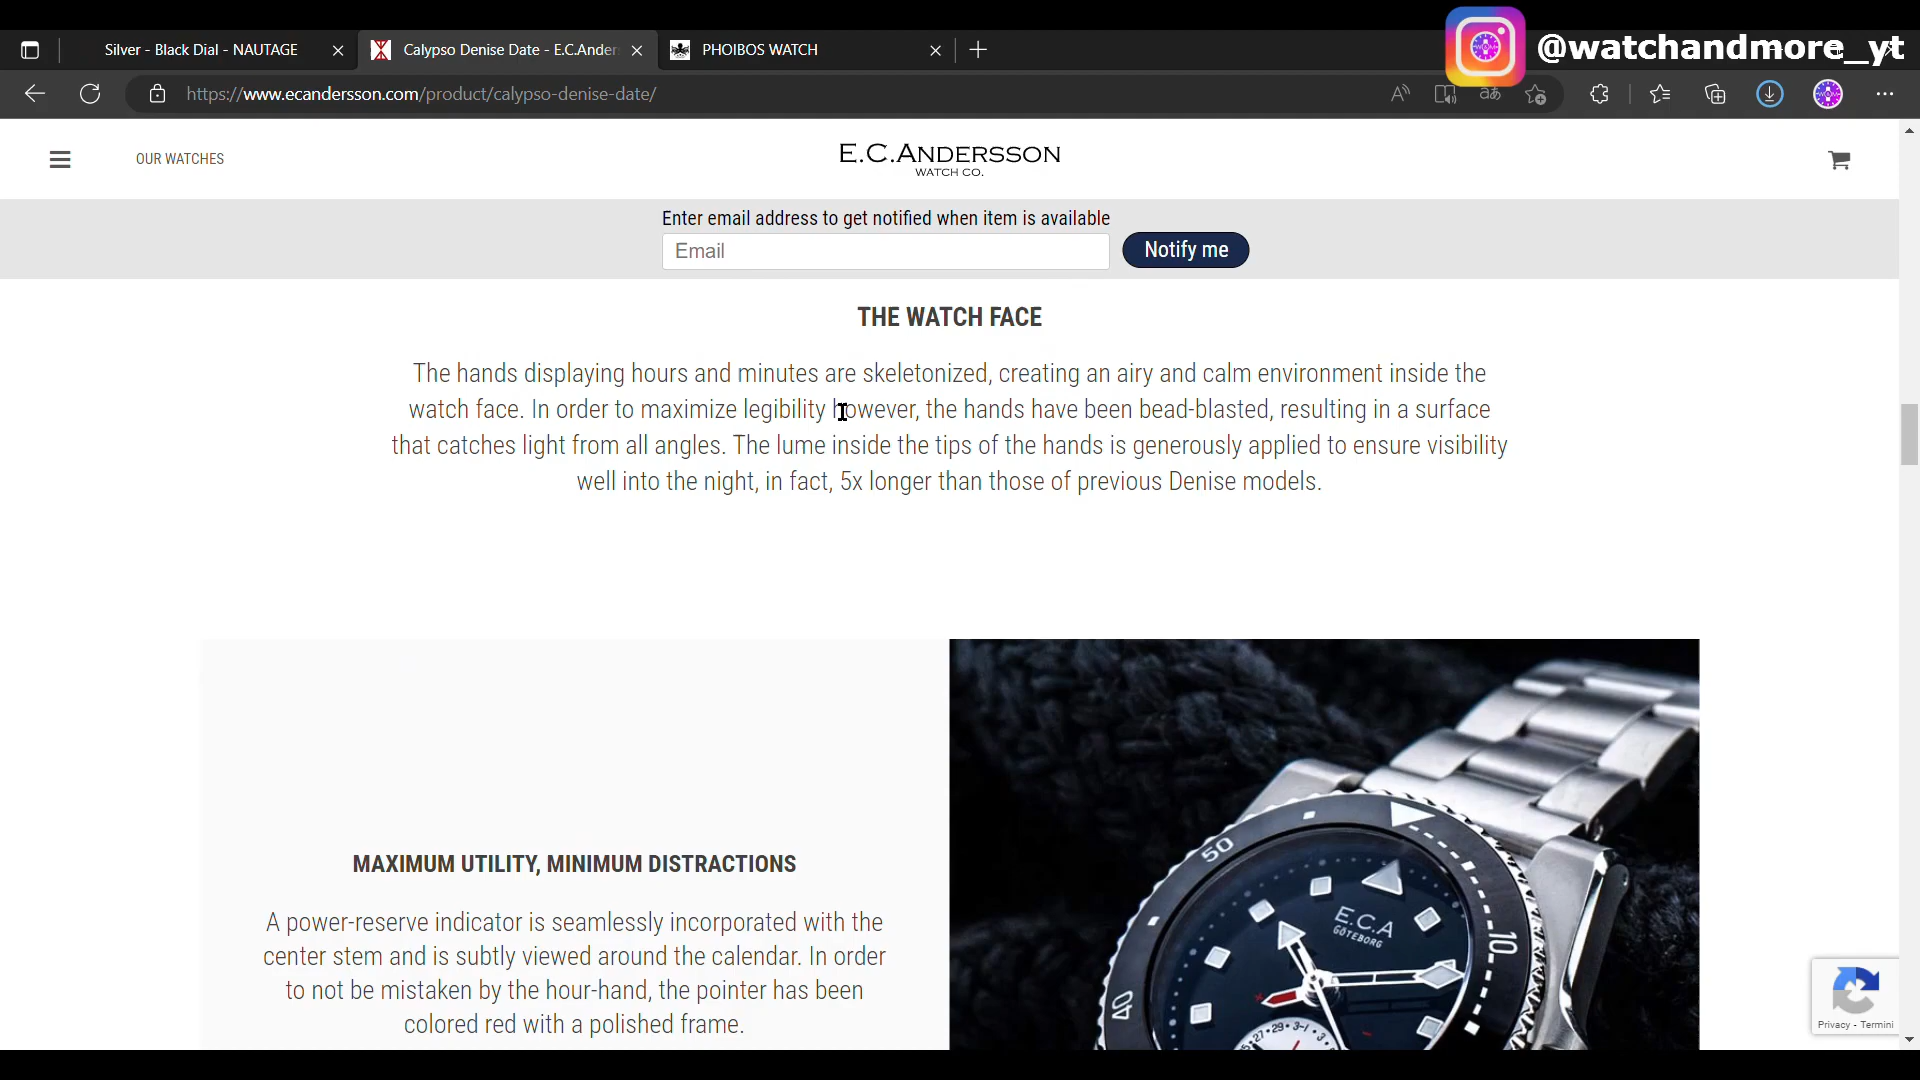 Silver - Black Dial - NAUTAGE
Calypso Denise Date - E.C.Ander
PHOIBOS WATCH
@watchandmore_yt
https://www.ecandersson.com/product/calypso-denise-date/
OUR WATCHES
E.C.ANDERSSON
WATCH CO.
Enter email address to get notified when item is available
Email
Notify me
THE WATCH FACE
The hands displaying hours and minutes are skeletonized, creating an airy and calm environment inside the
watch face. In order to maximize legibility however, the hands have been bead-blasted, resulting in a surface
that catches light from all angles. The lume inside the tips of the hands is generously applied to ensure visibility
well into the night, in fact, 5x longer than those of previous Denise models.
MAXIMUM UTILITY, MINIMUM DISTRACTIONS
A power-reserve indicator is seamlessly incorporated with the
center stem and is subtly viewed around the calendar. In order
to not be mistaken by the hour-hand, the pointer has been
colored red with a polished frame.
50
10
40
E.C.A
GÖTEBORG
Privacy - Termini